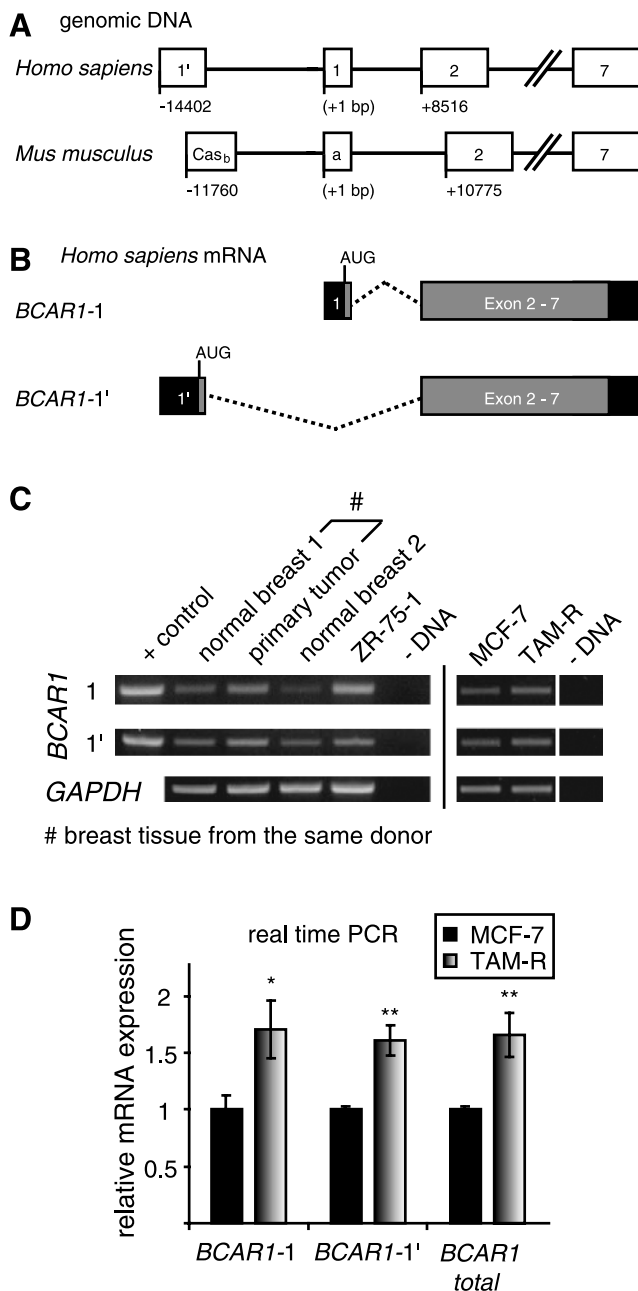 A genomic DNA
Homo sapiens 1' 1 2 7
-14402 (+1 bp) +8516
Mus musculus Casb a 2 7
-11760 (+1 bp) +10775
B Homo sapiens mRNA
AUG
BCAR1-1 1 Exon 2 - 7
AUG
BCAR1-1' 1' Exon 2 - 7
C
#
+ control normal breast 1 primary tumor normal breast 2 ZR-75-1 - DNA MCF-7 TAM-R - DNA
BCAR1 1
1'
GAPDH
# breast tissue from the same donor
D
real time PCR
MCF-7
TAM-R
relative mRNA expression
2
1.5
1
0.5
* ** **
BCAR1-1 BCAR1-1' BCAR1
total